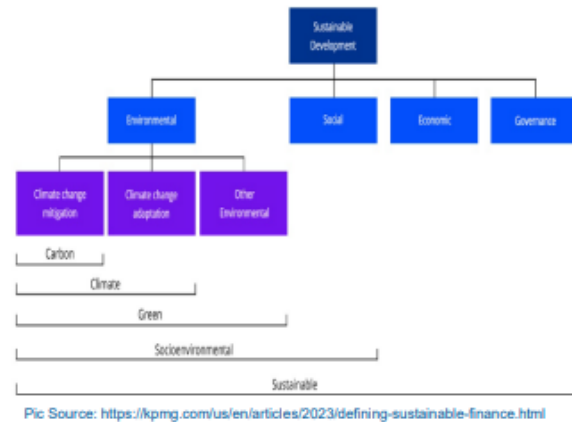 Sustainable
Development
Environmental
Social
Economic
Governance
Climate change
mitigation
Climate change
adaptation
Other
Environmental
Carbon
Climate
Green
Socioenvironmental
Sustainable
Pic Source: https://kpmg.com/us/en/articles/2023/defining-sustainable-finance.html